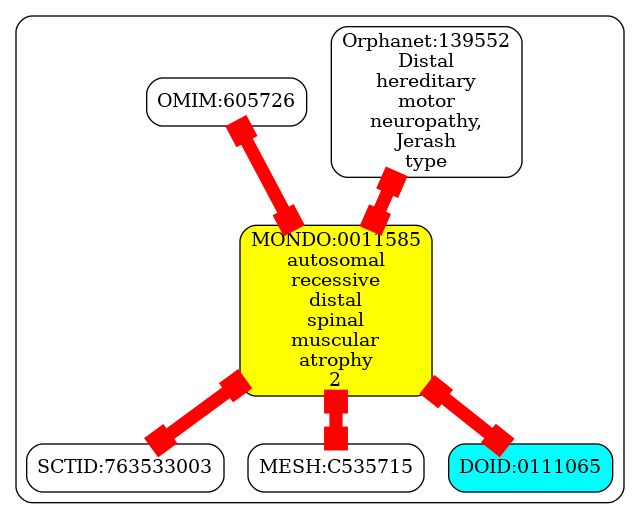 Orphanet:139552
Distal
hereditary
motor
neuropathy,
Jerash
type
OMIM:605726
MONDO:0011585
autosomal
recessive
distal
spinal
muscular
atrophy
2
SCTID:763533003
MESH:C535715
DOID:0111065